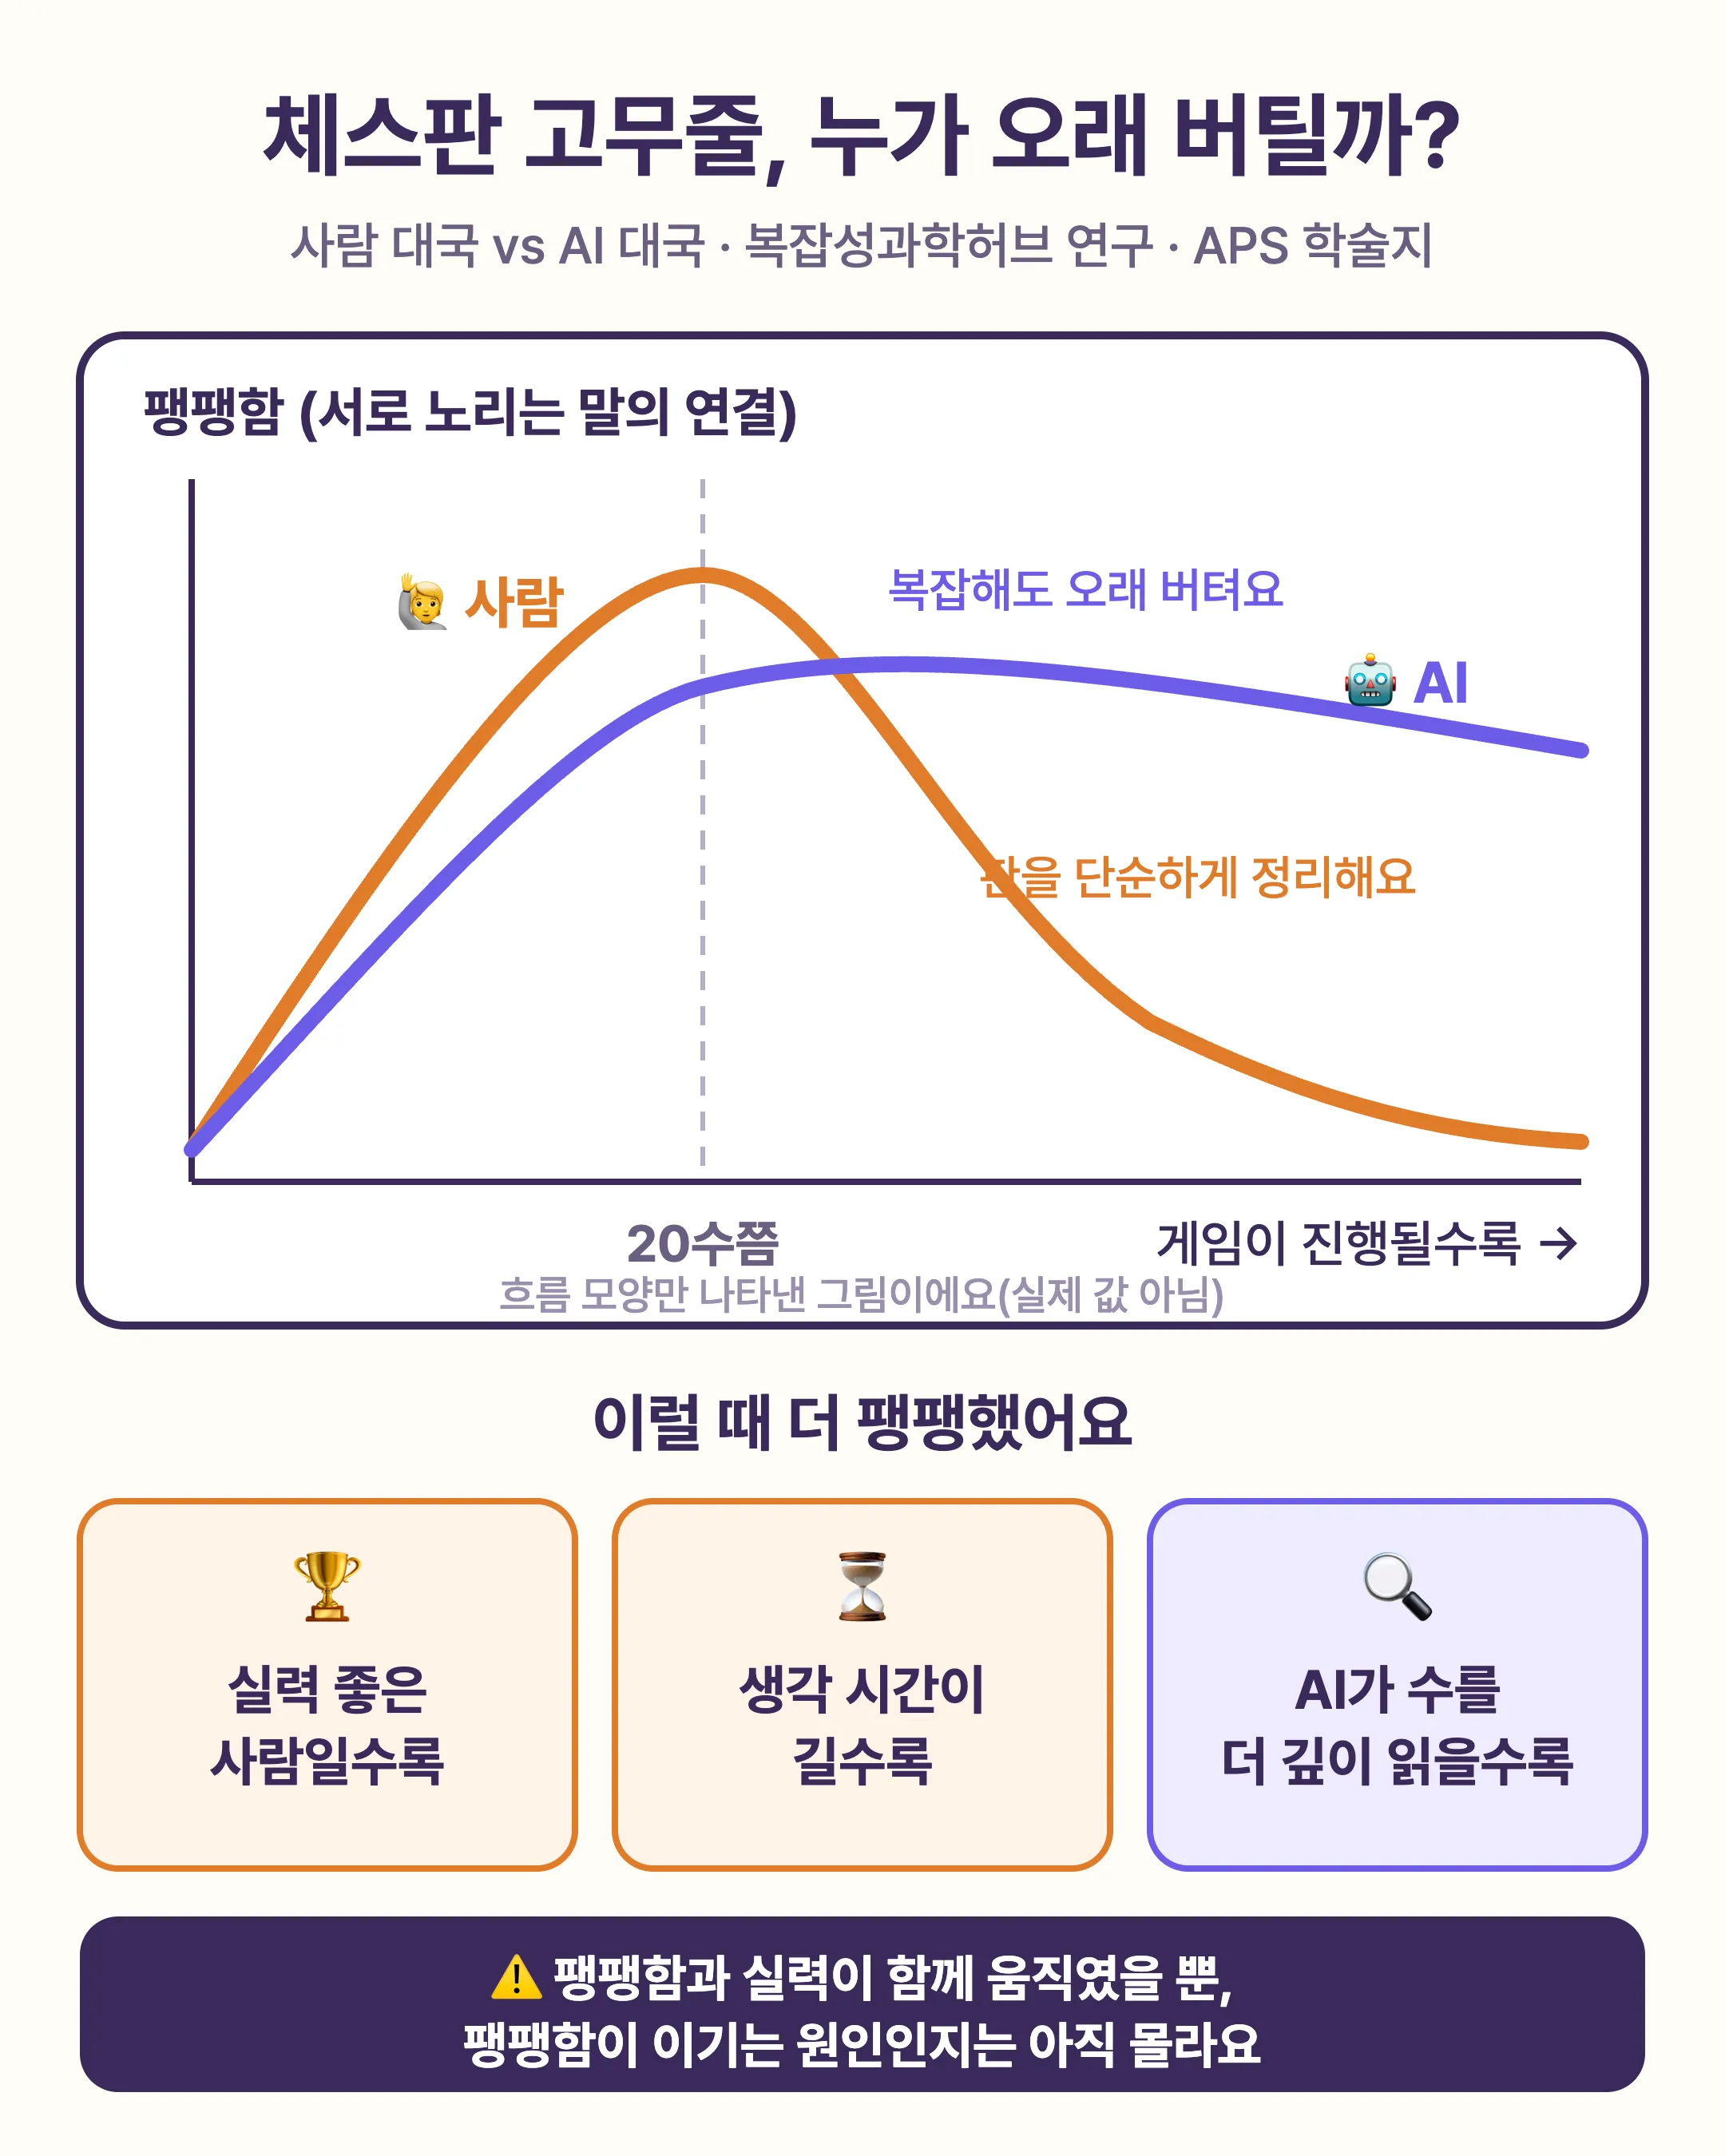 체스판 고무줄, 누가 오래 버틸까?
사람 대국 vs AI 대국 · 복잡성과학허브 연구 · APS 학술지
팽팽함 (서로 노리는 말의 연결)
복잡해도 오래 버텨요
사람
AI
판을 단순하게 정리해요
20수쯤
게임이 진행될수록 →
흐름 모양만 나타낸 그림이에요(실제 값 아님)
이럴 때 더 팽팽했어요
실력 좋은
사람일수록
생각 시간이
길수록
AI가 수를
더 깊이 읽을수록
⚠️ 팽팽함과 실력이 함께 움직였을 뿐,
팽팽함이 이기는 원인인지는 아직 몰라요